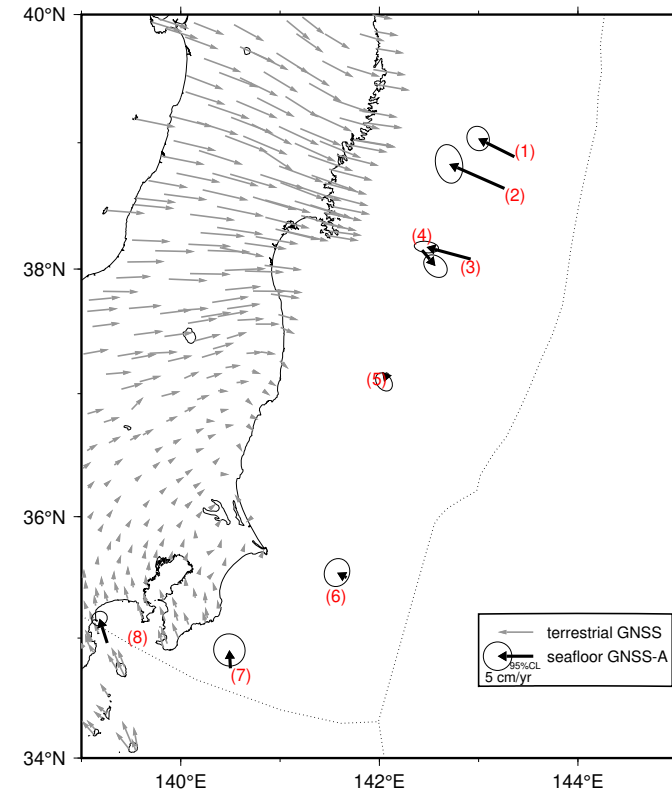 40°N
(1)
(2)
(4)
38°N
(3)
(5)
36°N
(6)
(8)
terrestrial GNSS
seafloor GNSS-A
95%CL
5 cm/yr
(7)
34°N
140°E
142°E
144°E